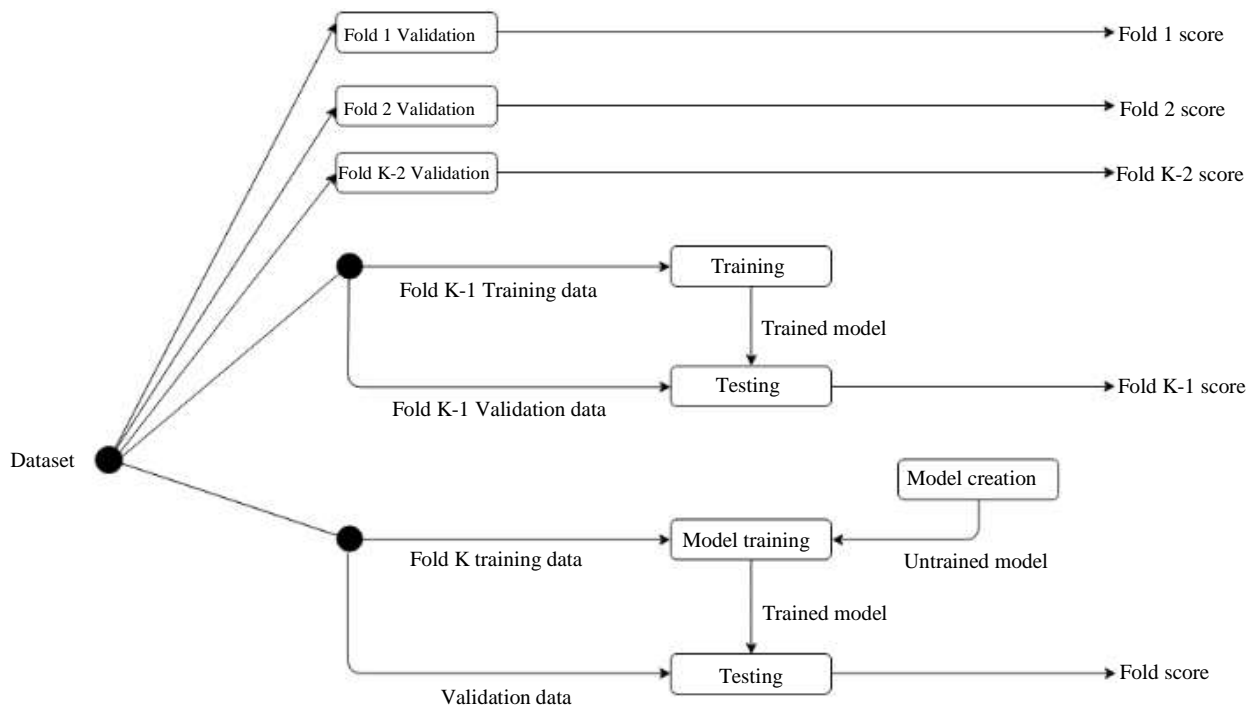 Fold 1 Validation
Fold 1 score
Fold 2 Validation
Fold 2 score
Fold K-2 Validation
Fold K-2 score
Training
Fold K-1 Training data
Trained model
Testing
Fold K-1 score
Fold K-1 Validation data
Dataset
Model creation
Model training
Fold K training data
Untrained model
Trained model
Testing
Fold score
Validation data